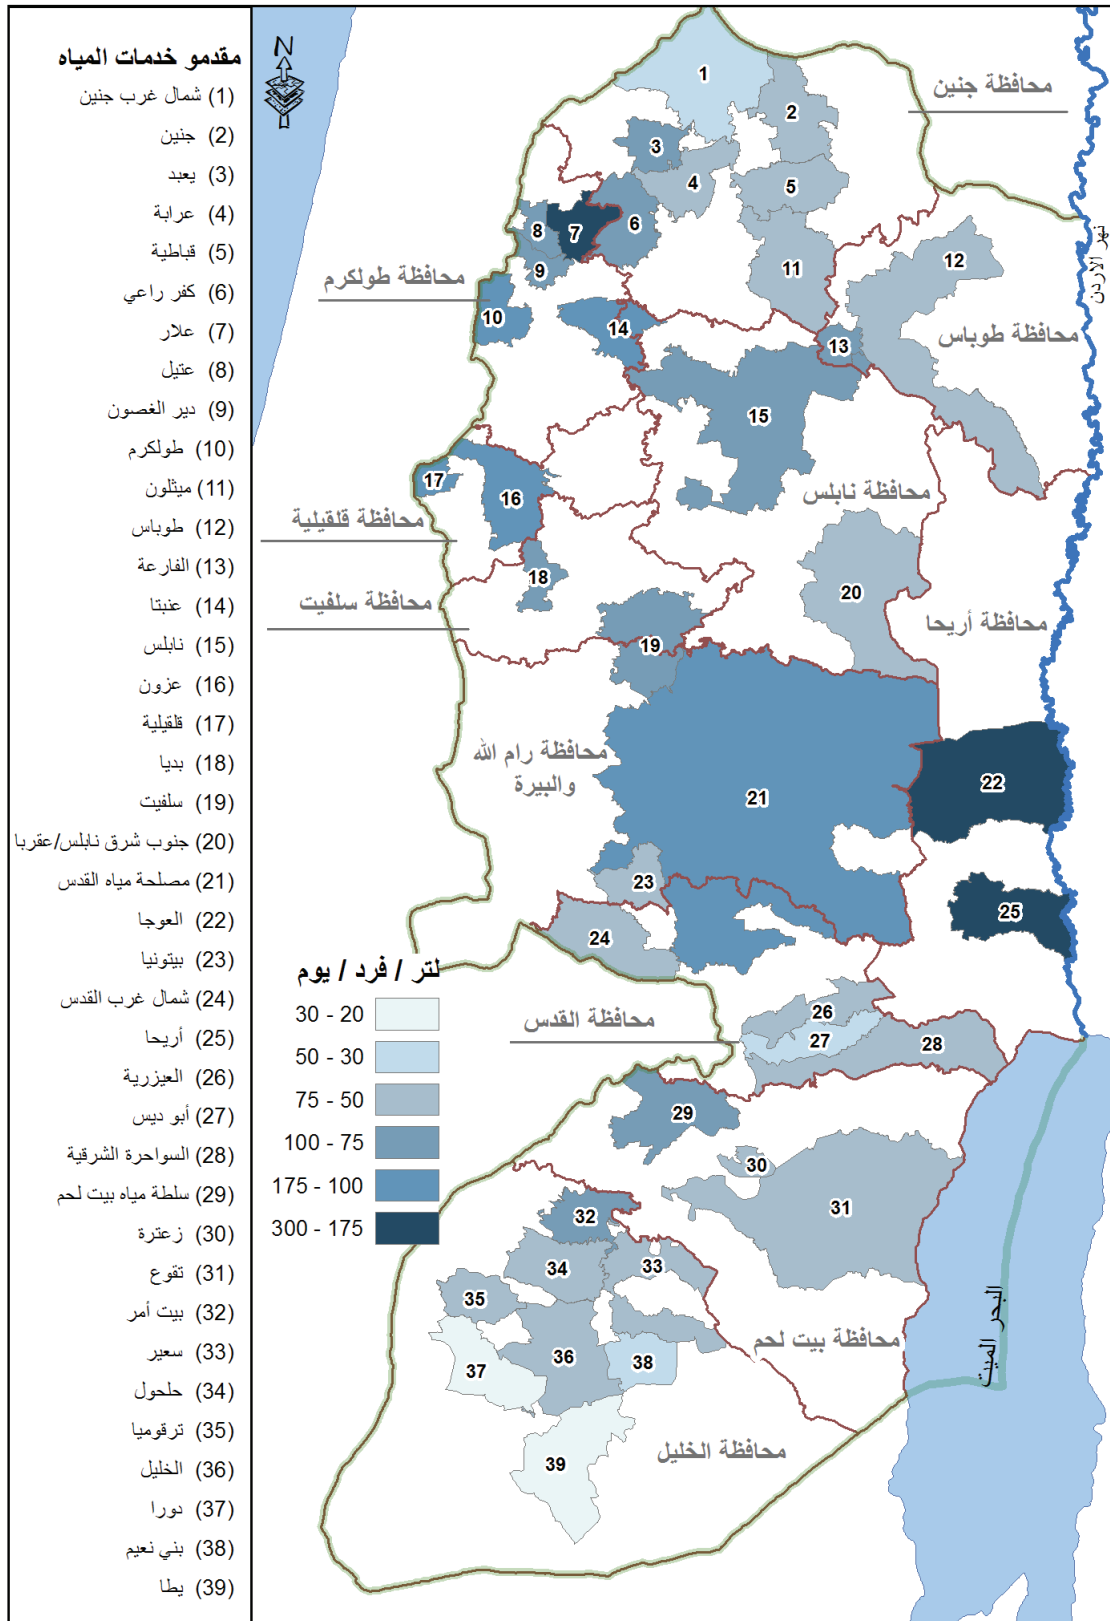 مقدمو خدمات المياه
(1) شمال غرب جنين
(2) جنين
(3) يعبد
(4) عرابة
(5) قباطية
(6) كفر راعي
(7) علار
(8) عتيل
(9) دير الغصون
(10) طولكرم
(11) ميثلون
(12) طوباس
(13) الفارعة
(14) عنبتا
(15) نابلس
(16) عزون
(17) قلقيلية
(18) بديا
(19) سلفيت
(20) جنوب شرق نابلس/عقربا
(21) مصلحة مياه القدس
(22) العوجا
(23) بيتونيا
(24) شمال غرب القدس
(25) أريحا
(26) العيزرية
(27) أبو ديس
(28) السواحرة الشرقية
(29) سلطة مياه بيت لحم
(30) زعترة
(31) تقوع
(32) بيت أمر
(33) سعير
(34) حلحول
(35) ترقوميا
(36) الخليل
(37) دورا
(38) بني نعيم
(39) يطا
N
محافظة جنين
1
2
3
4
5
6
7
8
9
محافظة طولكرم
10
11
12
نهر الاردن
محافظة طوباس
13
14
15
محافظة نابلس
16
17
محافظة قلقيلية
18
محافظة سلفيت
19
20
محافظة أريحا
محافظة رام الله
والبيرة
21
22
23
24
25
لتر / فرد / يوم
30 - 20
50 - 30
75 - 50
100 - 75
175 - 100
300 - 175
محافظة القدس
26
27
28
29
30
31
32
33
34
35
36
37
38
39
محافظة بيت لحم
محافظة الخليل
البحر الميت